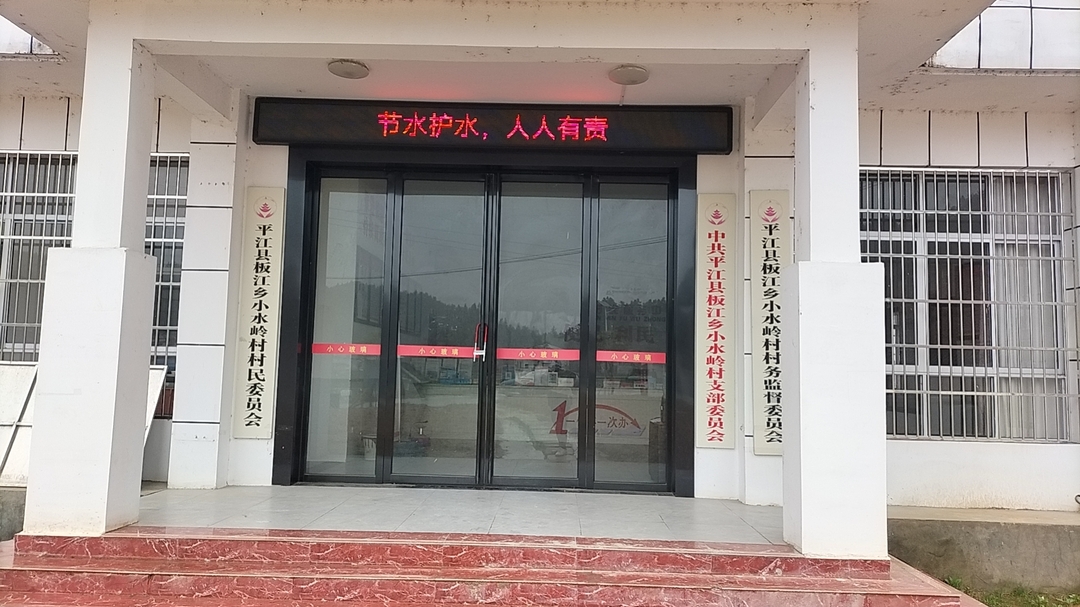 节水护水，人人有责
平江县板江乡小水岭村村民委员会
中共平江县板江乡小水岭村支部委员会
平江县板江乡小水岭村村务监督委员会
小心玻璃
小心玻璃
小心玻璃
小心玻璃
一次办